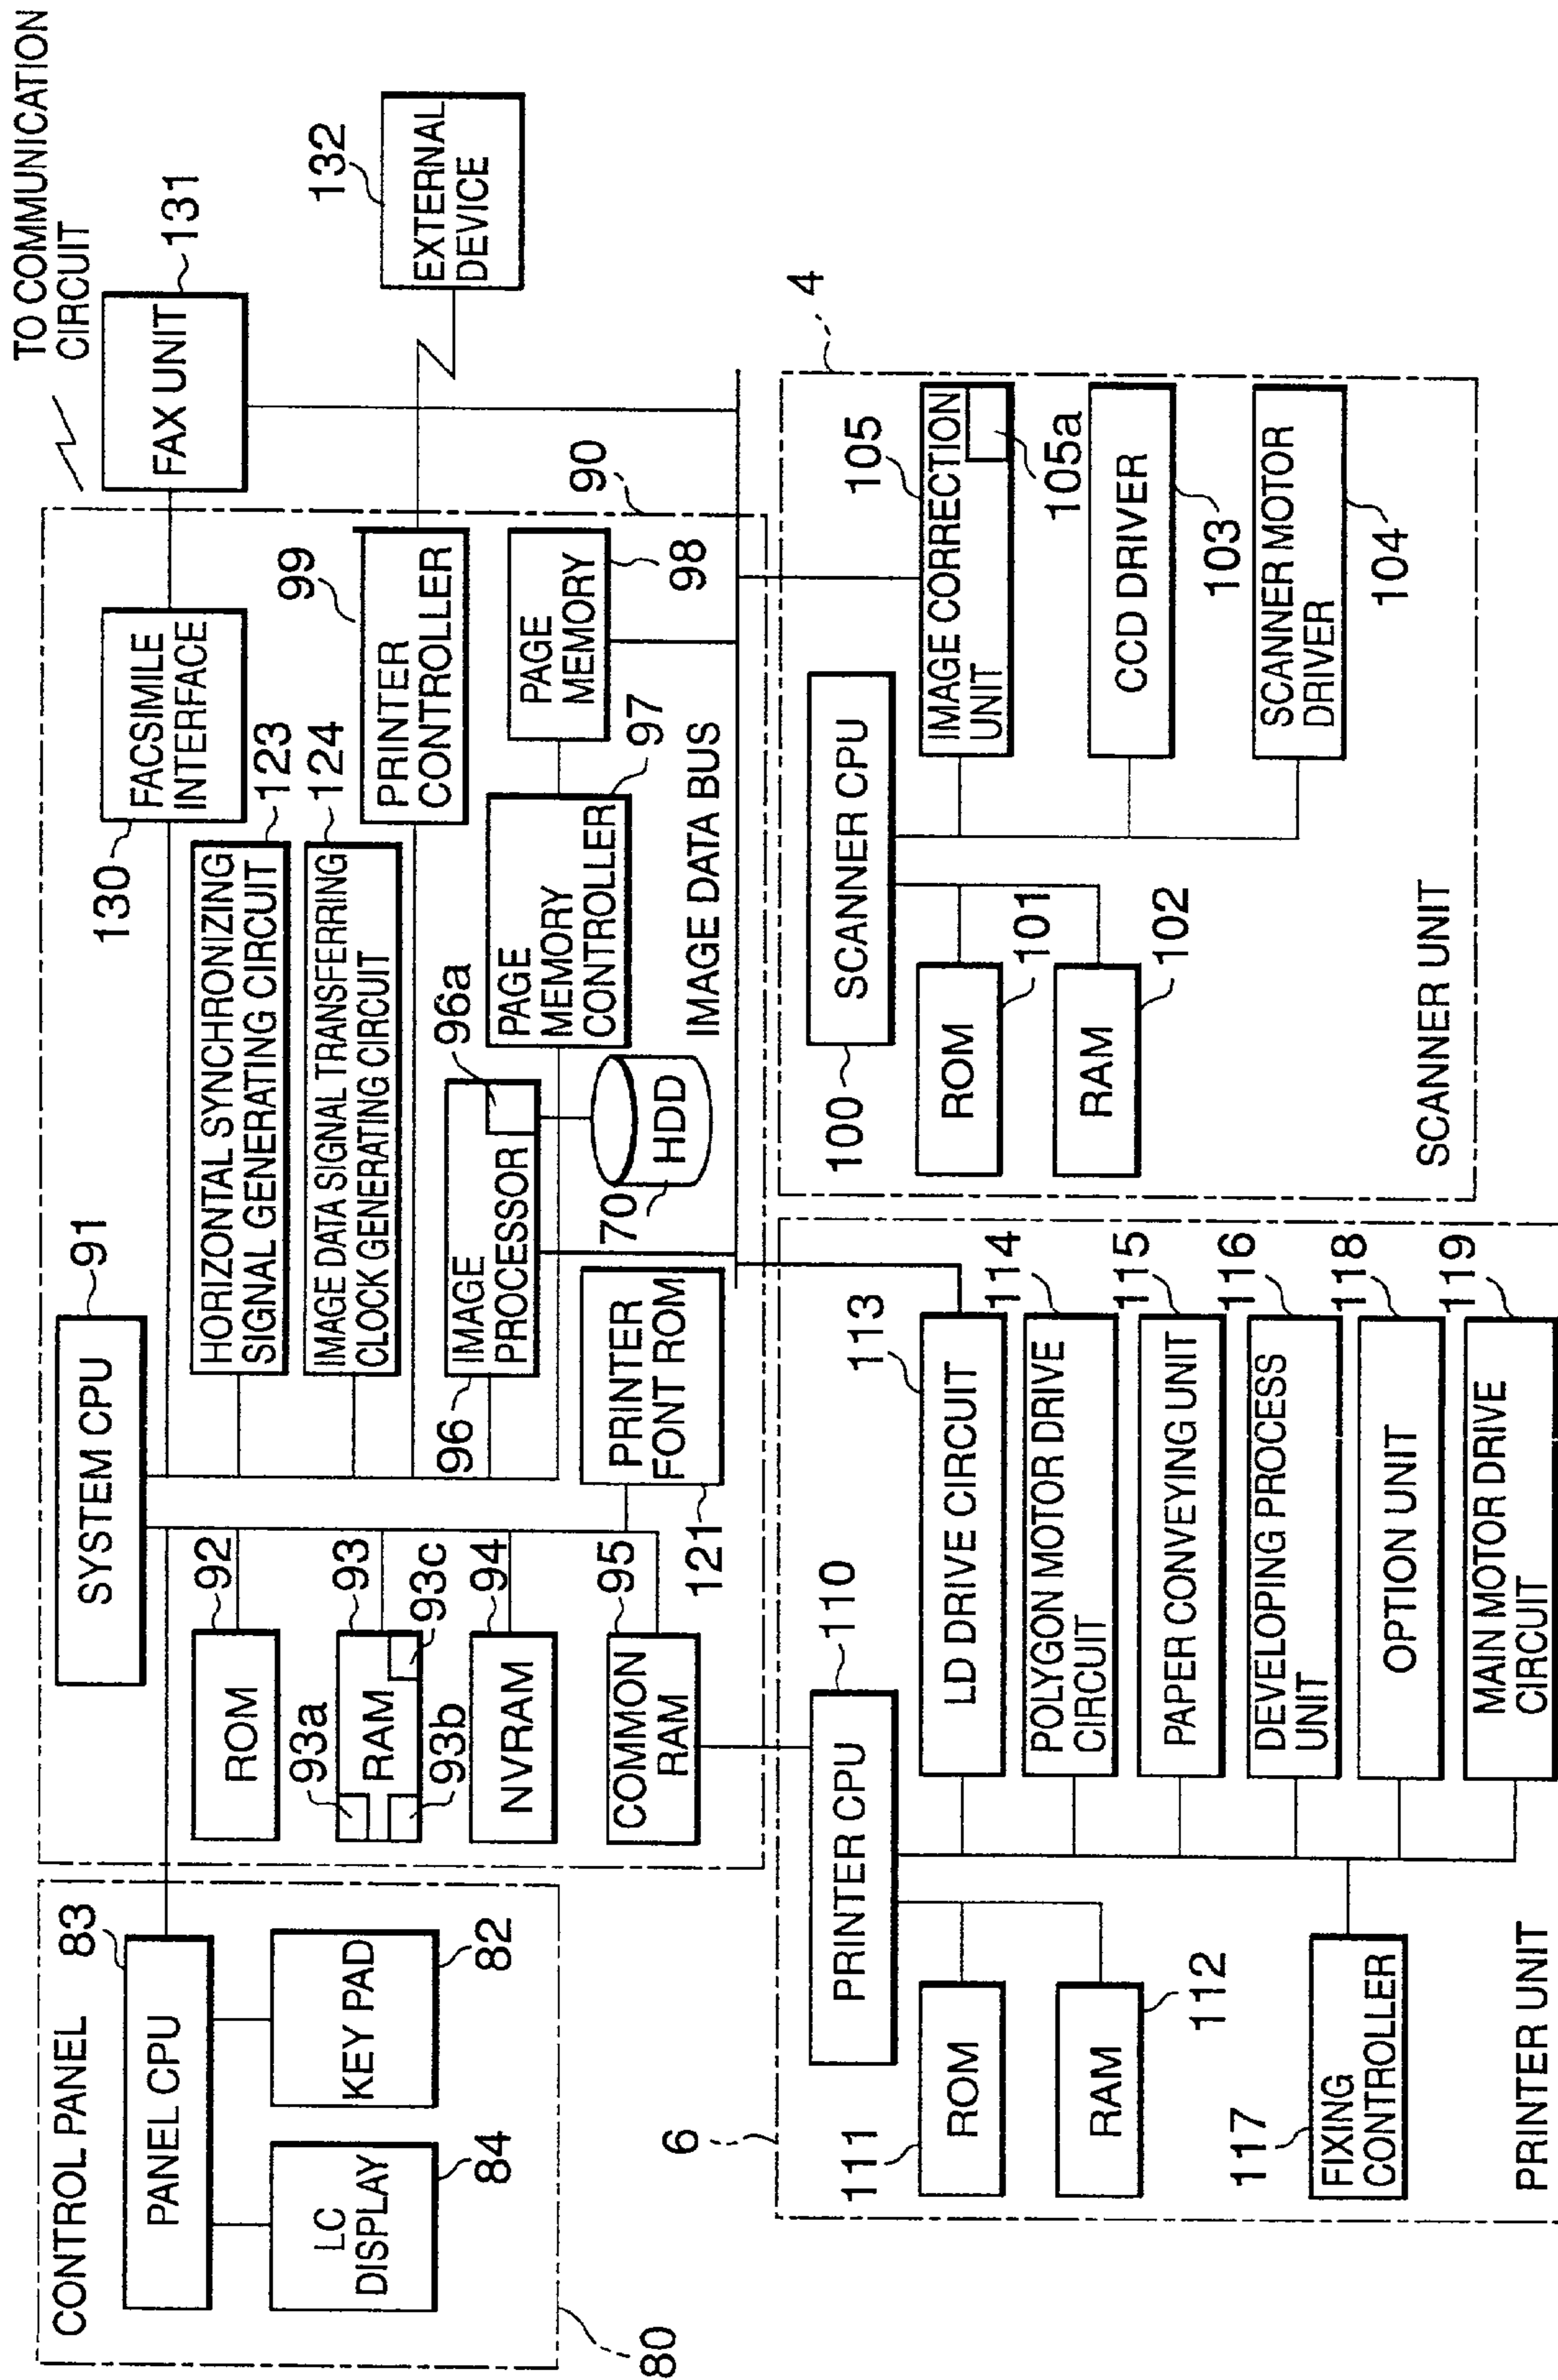 CONTROL PANEL
83
PANEL CPU
LC
DISPLAY
84
KEY PAD
82
80
91
SYSTEM CPU
ROM
92
93a
RAM
93
93c
93b
NVRAM
94
COMMON
RAM
95
PRINTER
FONT ROM
121
HORIZONTAL SYNCHRONIZING
SIGNAL GENERATING CIRCUIT
123
IMAGE DATA SIGNAL TRANSFERRING
CLOCK GENERATING CIRCUIT
124
130
FACSIMILE
INTERFACE
99
PRINTER
CONTROLLER
96
IMAGE
PROCESSOR
96a
70
HDD
PAGE
MEMORY
CONTROLLER
97
PAGE
MEMORY
98
IMAGE DATA BUS
90
TO COMMUNICATION
CIRCUIT
FAX UNIT
131
132
EXTERNAL
DEVICE
6
PRINTER CPU
110
111
ROM
RAM
112
117
FIXING
CONTROLLER
113
LD DRIVE CIRCUIT
114
POLYGON MOTOR DRIVE
CIRCUIT
115
PAPER CONVEYING UNIT
116
DEVELOPING PROCESS
UNIT
118
OPTION UNIT
119
MAIN MOTOR DRIVE
CIRCUIT
PRINTER UNIT
4
100
SCANNER CPU
ROM
101
RAM
102
105
IMAGE CORRECTION
UNIT
105a
CCD DRIVER
103
SCANNER MOTOR
DRIVER
104
SCANNER UNIT